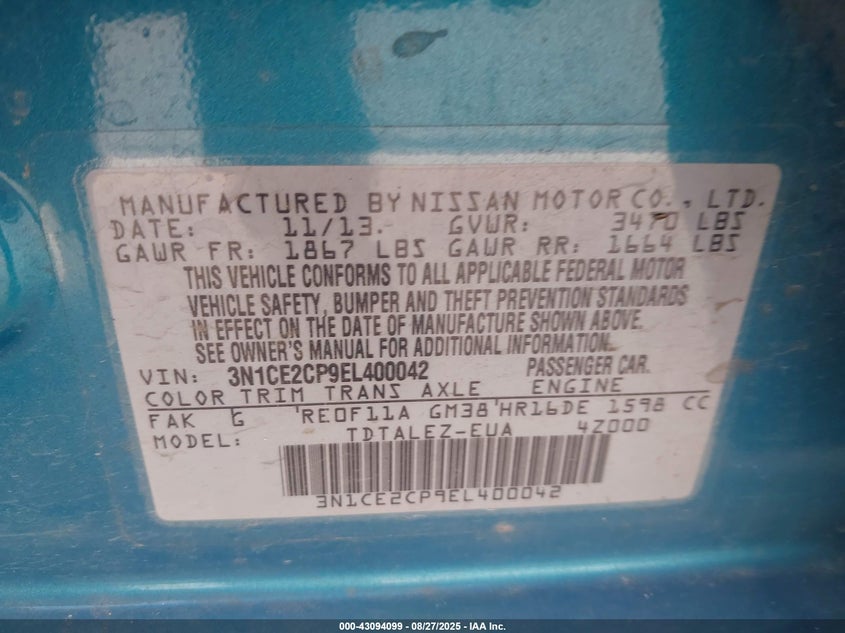 MANUFACTURED BY NISSAN MOTOR CO., LTD.
DATE: 11/13. GVWR: 3470 LBS
GAWR FR: 1867 LBS GAWR RR: 1664 LBS
THIS VEHICLE CONFORMS TO ALL APPLICABLE FEDERAL MOTOR
VEHICLE SAFETY, BUMPER AND THEFT PREVENTION STANDARDS
IN EFFECT ON THE DATE OF MANUFACTURE SHOWN ABOVE.
SEE OWNER'S MANUAL FOR ADDITIONAL INFORMATION.
VIN: 3N1CE2CP9EL400042 PASSENGER CAR.
COLOR TRIM TRANS AXLE ENGINE
FAK G RE0F11A GM38 HR16DE 1598 CC
MODEL: TDTALEZ-EUA 4Z000
3N1CE2CP9EL400042
000-43094099 - 08/27/2025 - IAA Inc.